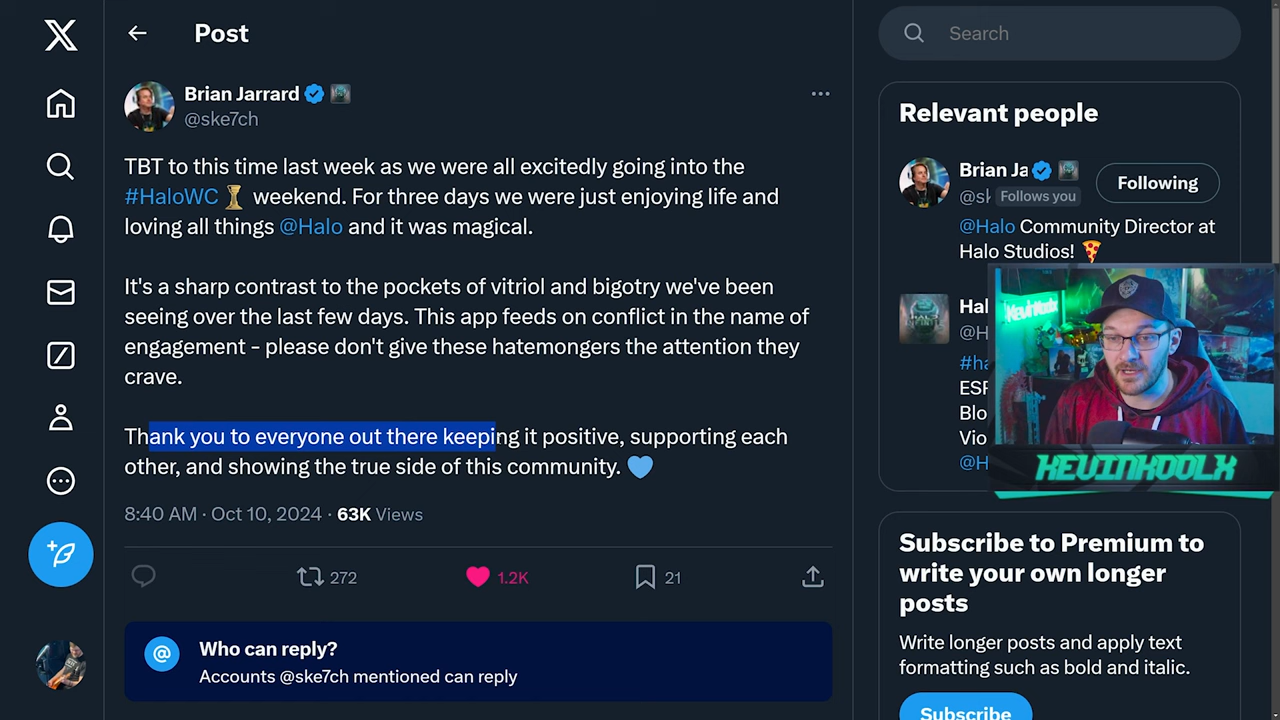 Post
Search
Brian Jarrard
@ske7ch
TBT to this time last week as we were all excitedly going into the
#HaloWC weekend. For three days we were just enjoying life and
loving all things @Halo and it was magical.
It's a sharp contrast to the pockets of vitriol and bigotry we've been
seeing over the last few days. This app feeds on conflict in the name of
engagement - please don't give these hatemongers the attention they
crave.
Thank you to everyone out there keeping it positive, supporting each
other, and showing the true side of this community.
8:40 AM · Oct 10, 2024 · 63K Views
272
1.2K
21
Who can reply?
Accounts @ske7ch mentioned can reply
Relevant people
Brian Ja
Following
@sk Follows you
@Halo Community Director at
Halo Studios!
Hal
@H
#ha
ESP
Blo
Vio
@H
KevinKoolx
KEVINKOOLX
Subscribe to Premium to
write your own longer
posts
Write longer posts and apply text
formatting such as bold and italic.
Subscribe